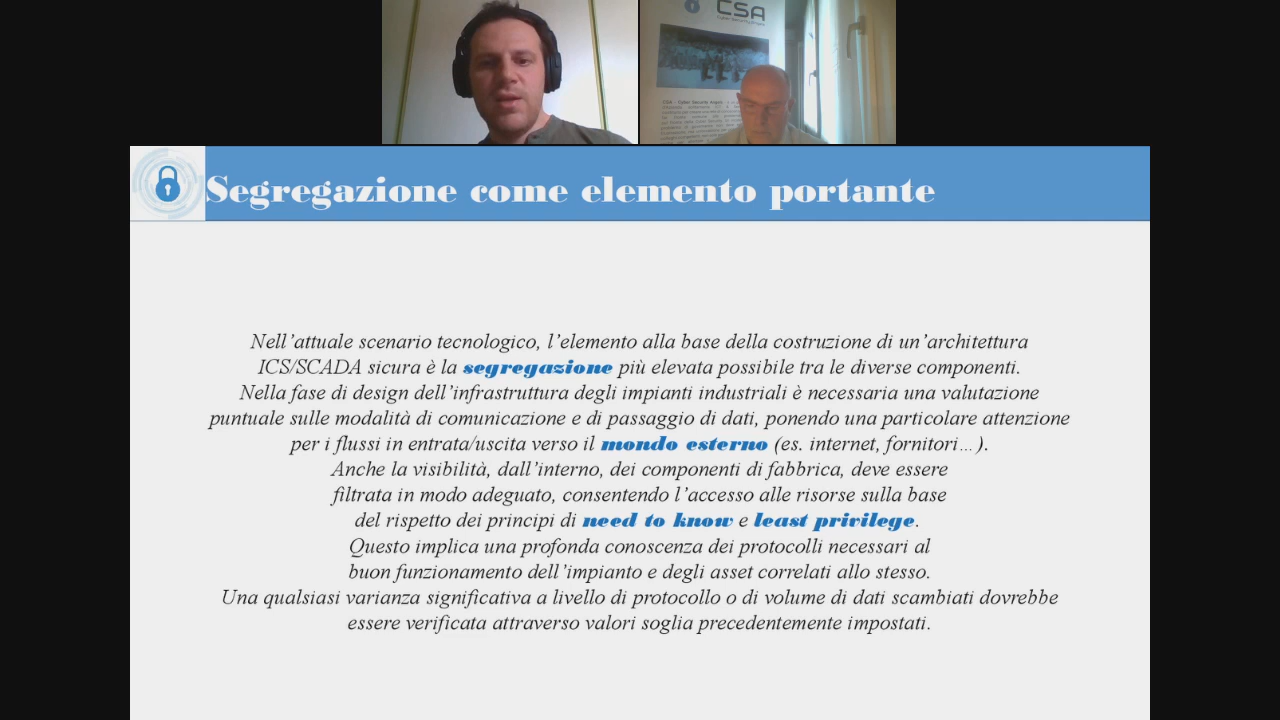 CSA
Segregazione come elemento portante
Nell’attuale scenario tecnologico, l’elemento alla base della costruzione di un’architettura
ICS/SCADA sicura è la segregazione più elevata possibile tra le diverse componenti.
Nella fase di design dell’infrastruttura degli impianti industriali è necessaria una valutazione
puntuale sulle modalità di comunicazione e di passaggio di dati, ponendo una particolare attenzione
per i flussi in entrata/uscita verso il mondo esterno (es. internet, fornitori…).
Anche la visibilità, dall’interno, dei componenti di fabbrica, deve essere
filtrata in modo adeguato, consentendo l’accesso alle risorse sulla base
del rispetto dei principi di need to know e least privilege.
Questo implica una profonda conoscenza dei protocolli necessari al
buon funzionamento dell’impianto e degli asset correlati allo stesso.
Una qualsiasi varianza significativa a livello di protocollo o di volume di dati scambiati dovrebbe
essere verificata attraverso valori soglia precedentemente impostati.